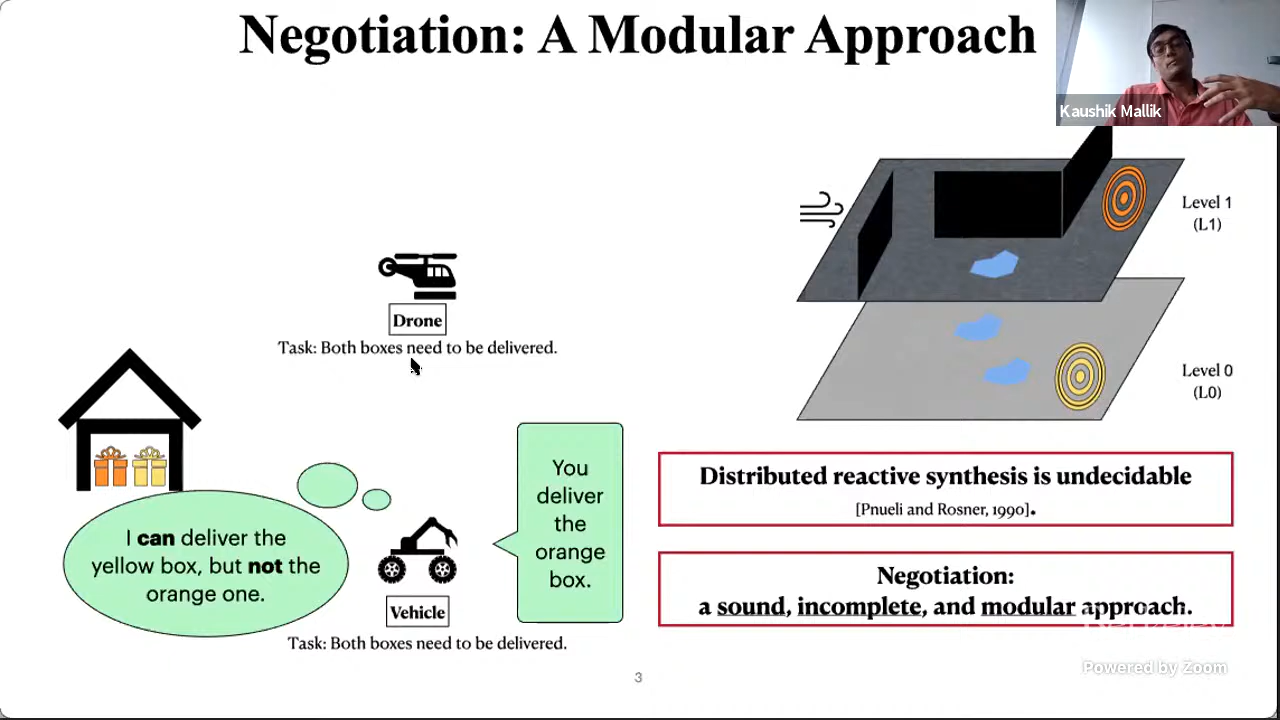 Negotiation: A Modular Approach
Kaushik Mallik
Level 1
(L1)
Drone
Task: Both boxes need to be delivered.
Level 0
(L0)
You
deliver
the
orange
box.
I can deliver the
yellow box, but not the
orange one.
Vehicle
Task: Both boxes need to be delivered.
Distributed reactive synthesis is undecidable
[Pnueli and Rosner, 1990].
Negotiation:
a sound, incomplete, and modular approach.
Powered by Zoom
3